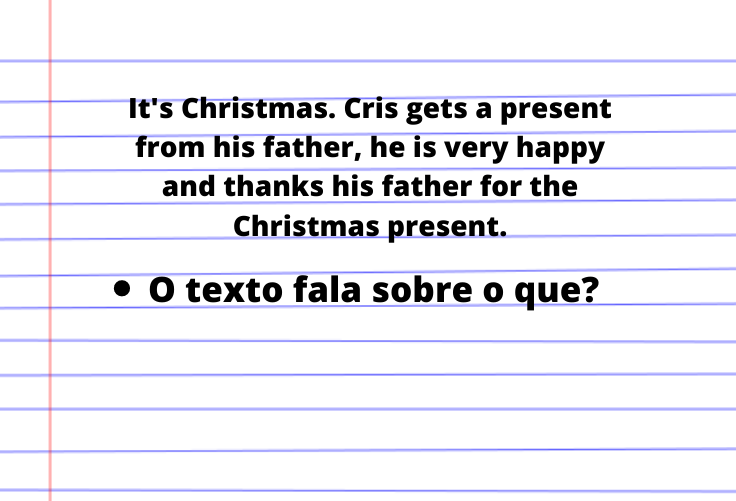 It's Christmas. Cris gets a present
from his father, he is very happy
and thanks his father for the
Christmas present.
• O texto fala sobre o que?